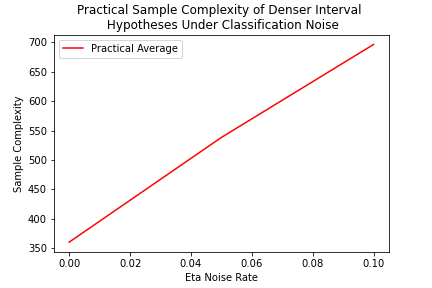 Practical Sample Complexity of Denser Interval
Hypotheses Under Classification Noise
Practical Average
700
650
600
550
500
450
400
350
Sample Complexity
0.00 0.02 0.04 0.06 0.08 0.10
Eta Noise Rate